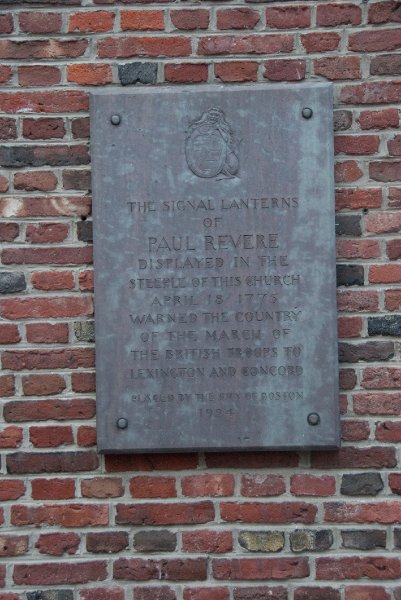 THE SIGNAL LANTERNS
OF
PAUL REVERE
DISPLAYED IN THE
STEEPLE OF THIS CHURCH
APRIL 18 1775
WARNED THE COUNTRY
OF THE MARCH OF
THE BRITISH TROOPS TO
LEXINGTON AND CONCORD
PLACED BY THE CITY OF BOSTON
1924